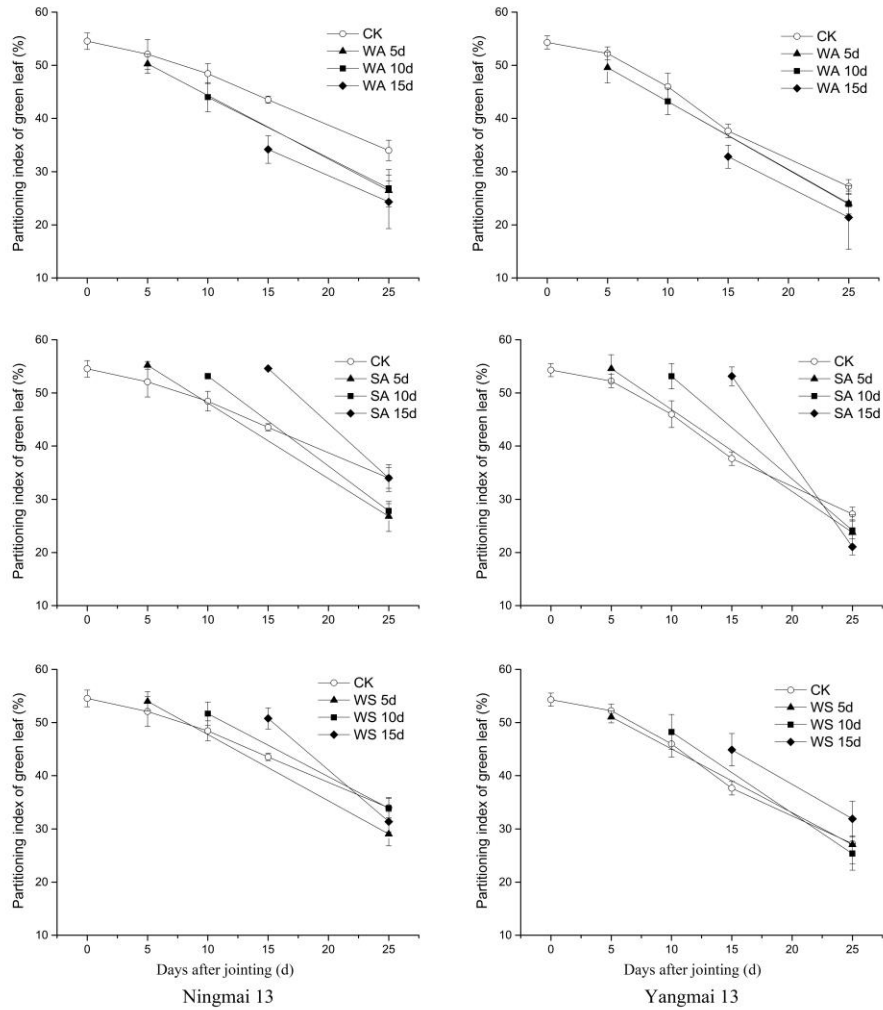 Partitioning index of green leaf (%)
60
50
40
30
20
10
0 5 10 15 20 25
CK
WA 5d
WA 10d
WA 15d
Partitioning index of green leaf (%)
60
50
40
30
20
10
0 5 10 15 20 25
CK
WA 5d
WA 10d
WA 15d
Partitioning index of green leaf (%)
60
50
40
30
20
10
0 5 10 15 20 25
CK
SA 5d
SA 10d
SA 15d
Partitioning index of green leaf (%)
60
50
40
30
20
10
0 5 10 15 20 25
CK
SA 5d
SA 10d
SA 15d
Partitioning index of green leaf (%)
60
50
40
30
20
10
0 5 10 15 20 25
CK
WS 5d
WS 10d
WS 15d
Days after jointing (d)
Ningmai 13
Partitioning index of green leaf (%)
60
50
40
30
20
10
0 5 10 15 20 25
CK
WS 5d
WS 10d
WS 15d
Days after jointing (d)
Yangmai 13